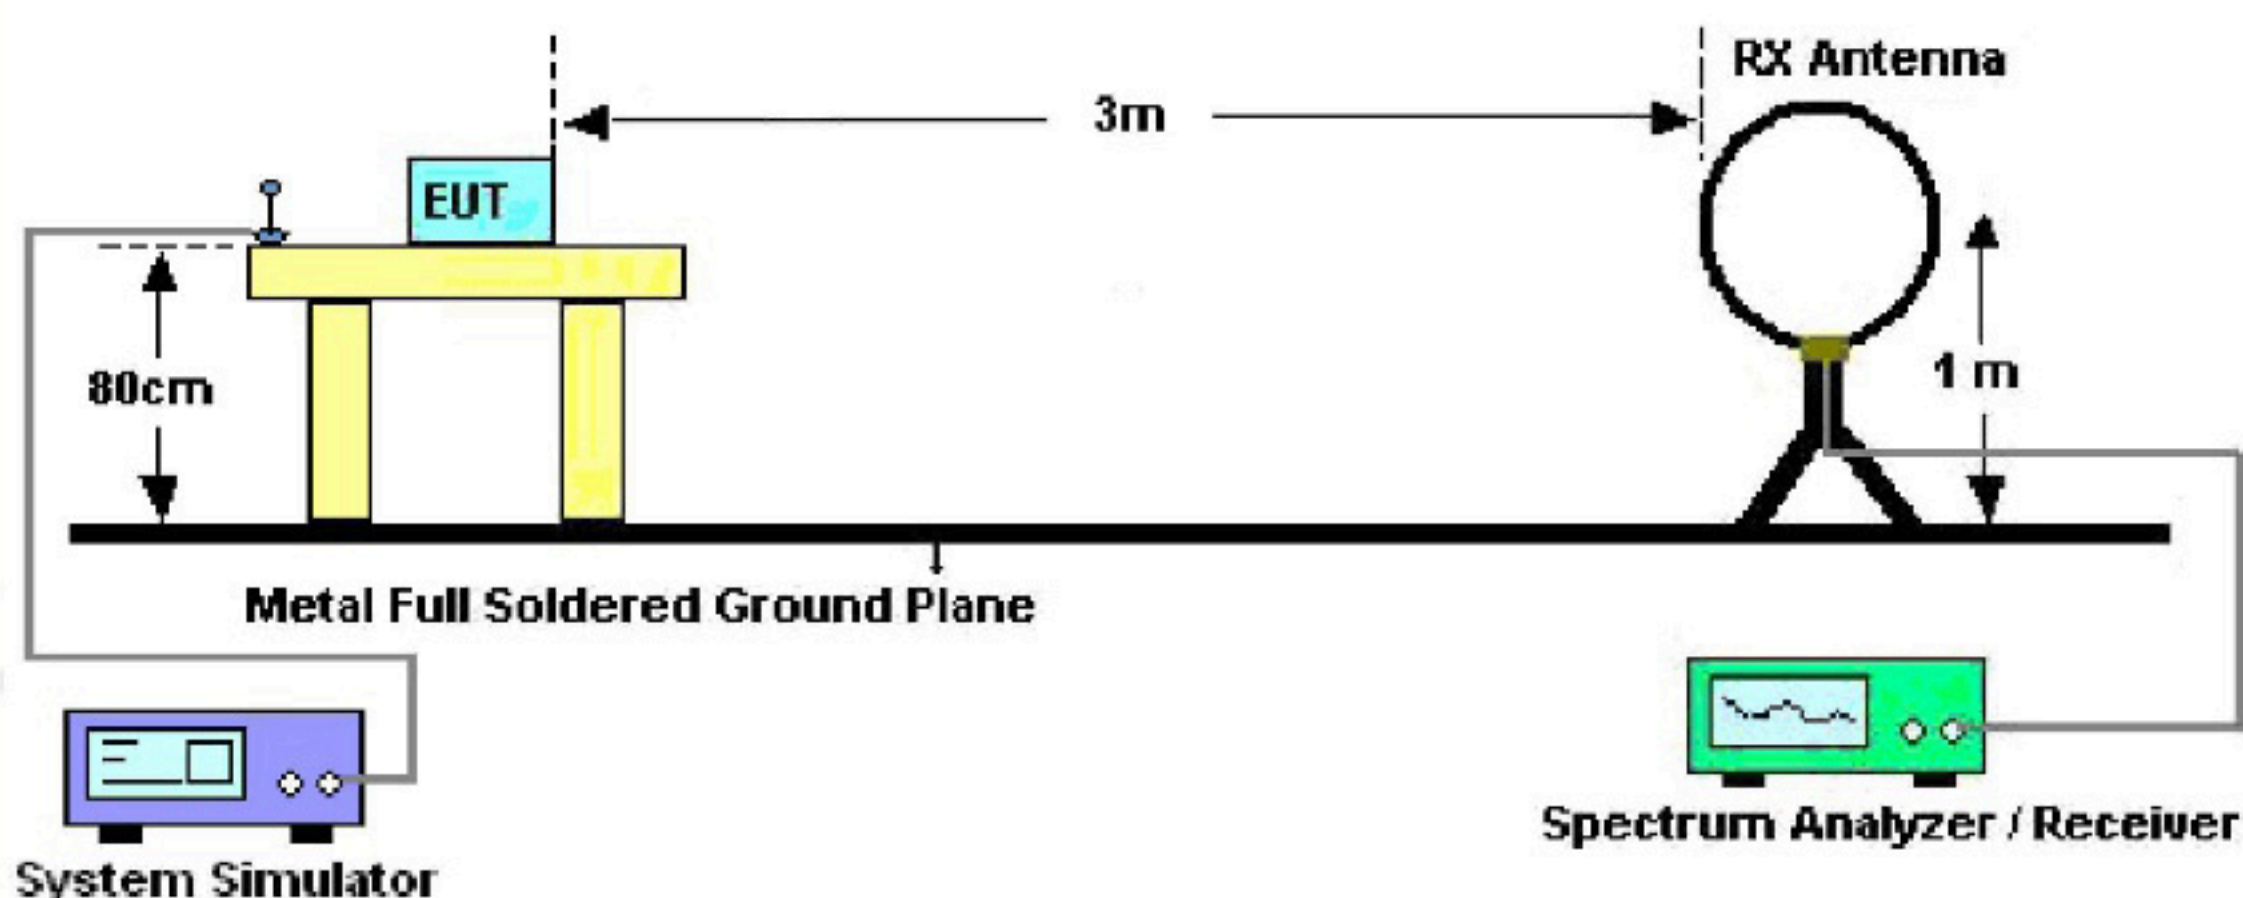 RX Antenna
3m
EUT
80cm
1 m
Metal Full Soldered Ground Plane
Spectrum Analyzer / Receiver
System Simulator